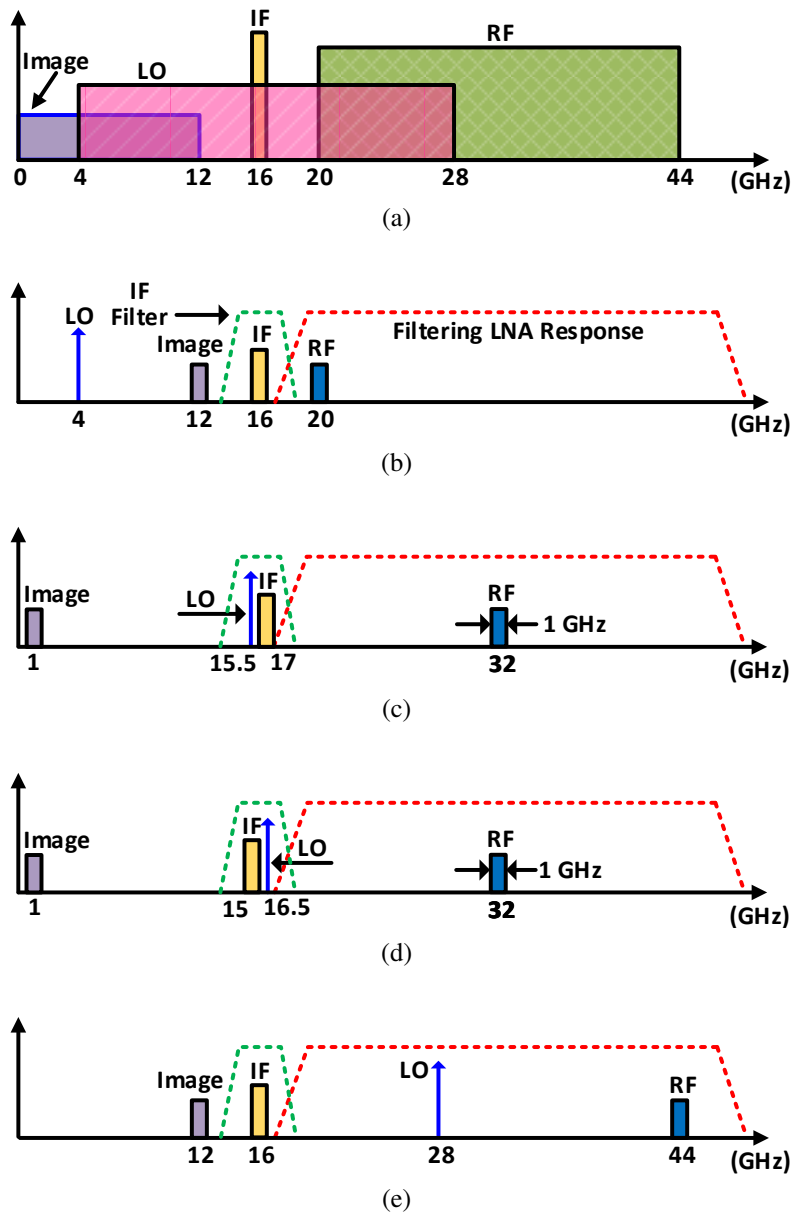 IF
RF
Image
LO
0 4 12 16 20 28 44 (GHz)
(a)
IF
Filter
LO
Image
IF
RF
Filtering LNA Response
4 12 16 20
(GHz)
(b)
Image
LO
IF
RF
1 GHz
1 15.5 17 32
(GHz)
(c)
Image
IF
LO
RF
1 GHz
1 15 16.5 32
(GHz)
(d)
Image
IF
LO
RF
12 16 28 44 (GHz)
(e)